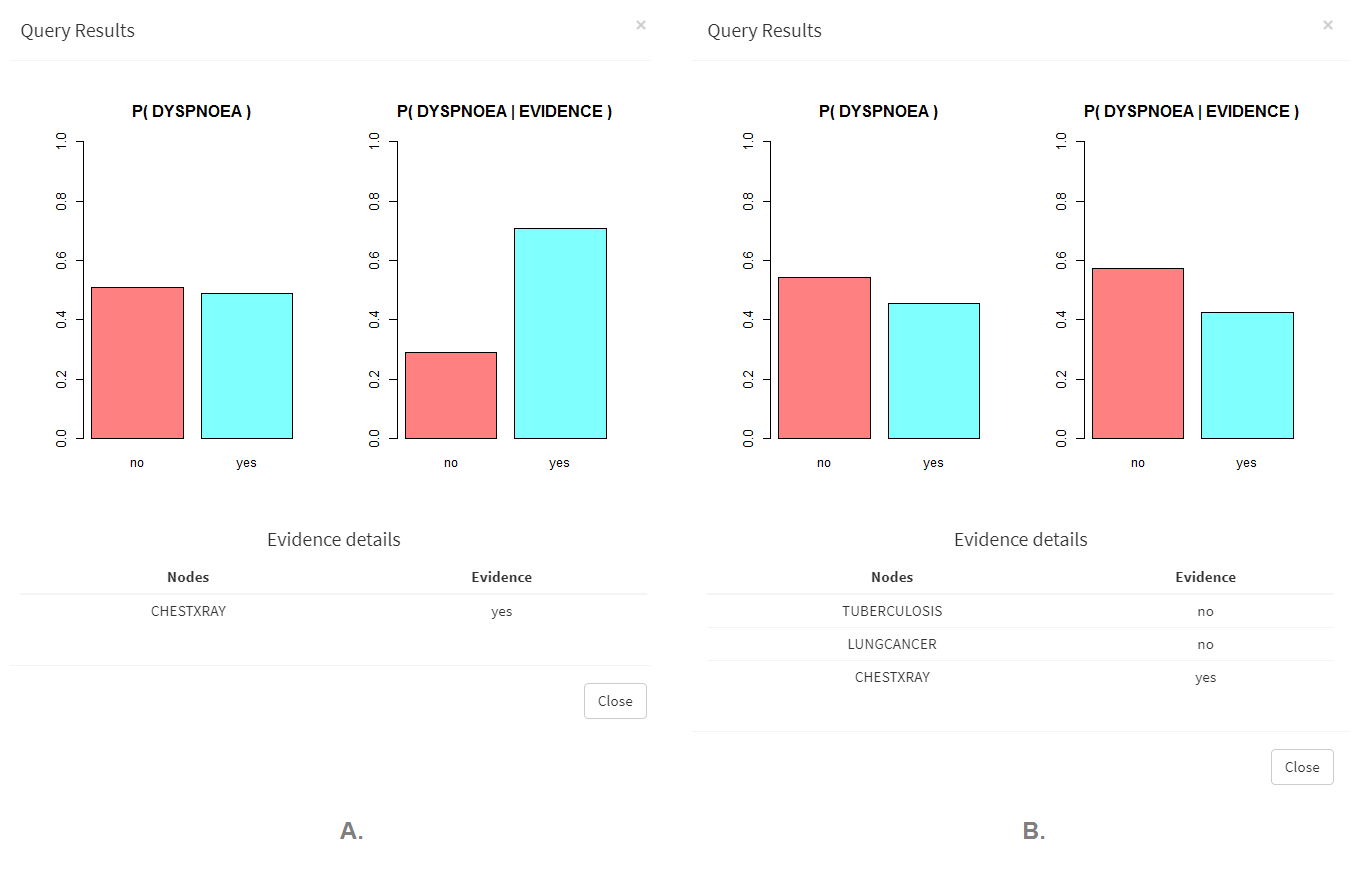 Query Results ×
P( DYSPNOEA ) P( DYSPNOEA | EVIDENCE )
1.0 1.0
0.8 0.8
0.6 0.6
0.4 0.4
0.2 0.2
0.0 0.0
no yes no yes
Evidence details
Nodes Evidence
CHESTXRAY yes
Close
A.
Query Results ×
P( DYSPNOEA ) P( DYSPNOEA | EVIDENCE )
1.0 1.0
0.8 0.8
0.6 0.6
0.4 0.4
0.2 0.2
0.0 0.0
no yes no yes
Evidence details
Nodes Evidence
TUBERCULOSIS no
LUNGCANCER no
CHESTXRAY yes
Close
B.